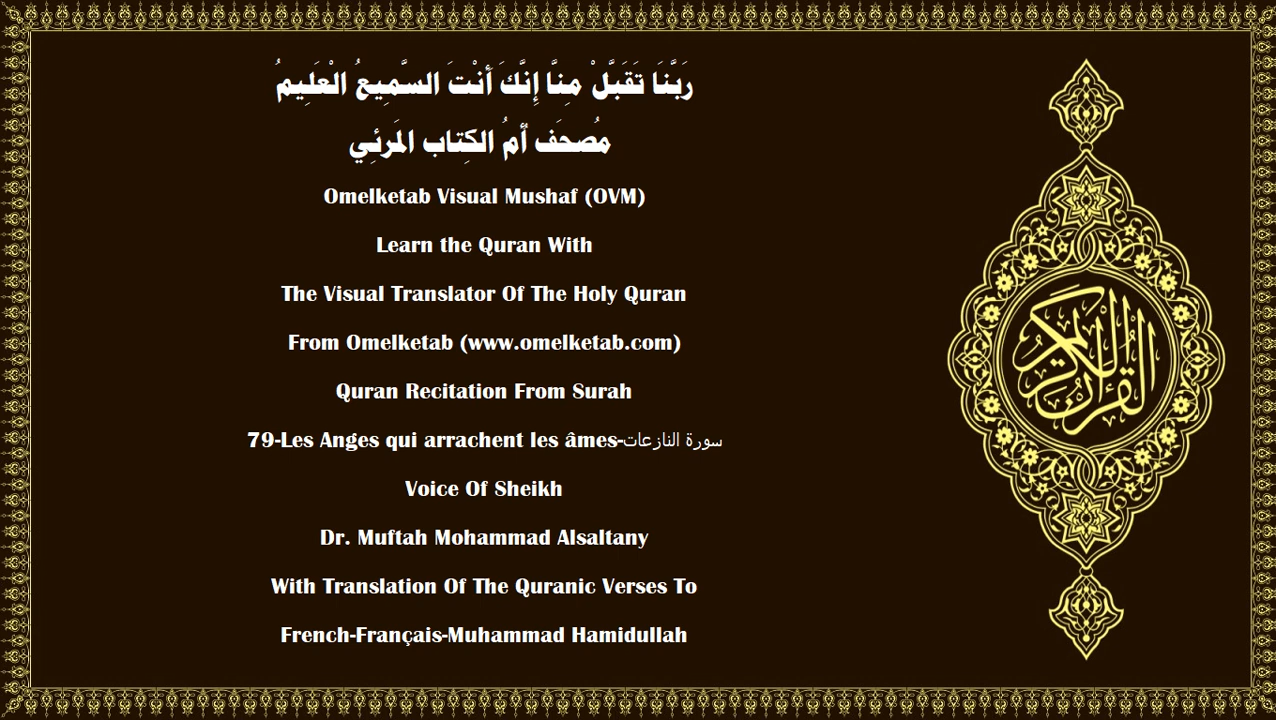 رَبَّنَا تَقَبَّلْ مِنَّا إِنَّكَ أَنْتَ السَّمِيعُ الْعَلِيمُ
مُصحَف أمُ الكِتاب المَرئِي
Omelketab Visual Mushaf (OVM)
Learn the Quran With
The Visual Translator Of The Holy Quran
From Omelketab (www.omelketab.com)
Quran Recitation From Surah
79-Les Anges qui arrachent les âmes-سورة النازعات
Voice Of Sheikh
Dr. Muftah Mohammad Alsaltany
With Translation Of The Quranic Verses To
French-Français-Muhammad Hamidullah
القرآن الكريم